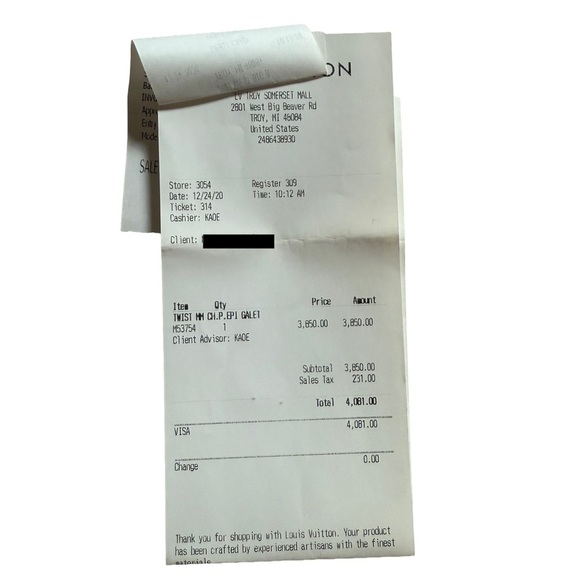 ON
LV TROY SOMERSET MALL
2801 West Big Beaver Rd
TROY, MI 48084
United States
2486438930
SALE
Store: 3054 Register 309
Date: 12/24/20 Time: 10:12 AM
Ticket: 314
Cashier: KAOE
Client:
Item Qty Price Amount
TWIST MM CH.P.EPI GALET
M53754 1 3,850.00 3,850.00
Client Advisor: KAOE
Subtotal 3,850.00
Sales Tax 231.00
Total 4,081.00
VISA 4,081.00
Change 0.00
Thank you for shopping with Louis Vuitton. Your product
has been crafted by experienced artisans with the finest
materials